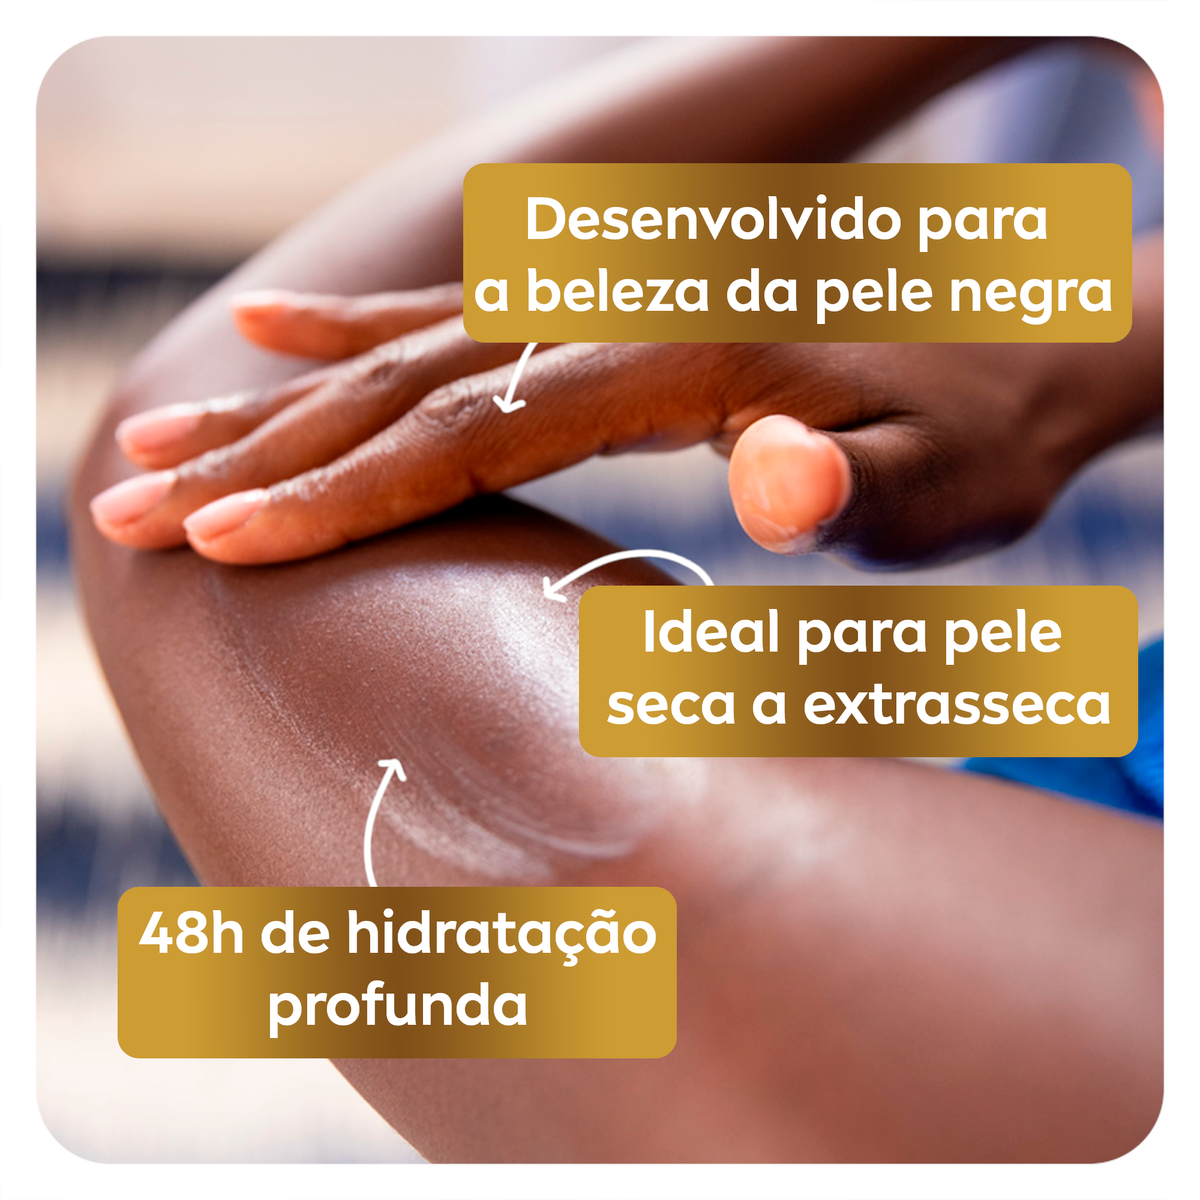 Desenvolvido para
a beleza da pele negra
Ideal para pele
seca a extrasseca
48h de hidratação
profunda